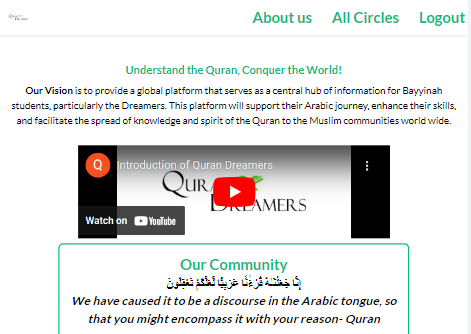 About us All Circles Logout
Understand the Quran, Conquer the World!
Our Vision is to provide a global platform that serves as a central hub of information for Bayyinah
students, particularly the Dreamers. This platform will support their Arabic journey, enhance their skills,
and facilitate the spread of knowledge and spirit of the Quran to the Muslim communities world wide.
Q Introduction of Quran Dreamers
QURAN
DREAMERS
Watch on YouTube
Our Community
إِنَّا جَعَلْنَٰهُ قُرْءَٰنًا عَرَبِيًّا لَّعَلَّكُمْ تَعْقِلُونَ
We have caused it to be a discourse in the Arabic tongue, so
that you might encompass it with your reason- Quran